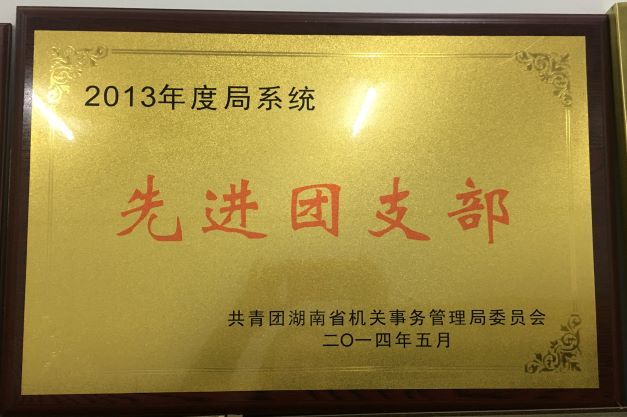 2013年度局系统
先进团支部
共青团湖南省机关事务管理局委员会
二〇一四年五月